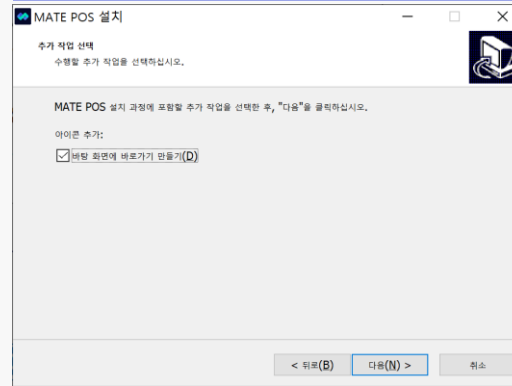 MATE POS 설치
추가 작업 선택
수행할 추가 작업을 선택하십시오.
MATE POS 설치 과정에 포함할 추가 작업을 선택한 후, "다음"을 클릭하십시오.
아이콘 추가:
바탕 화면에 바로가기 만들기(D)
< 뒤로(B) 다음(N) > 취소